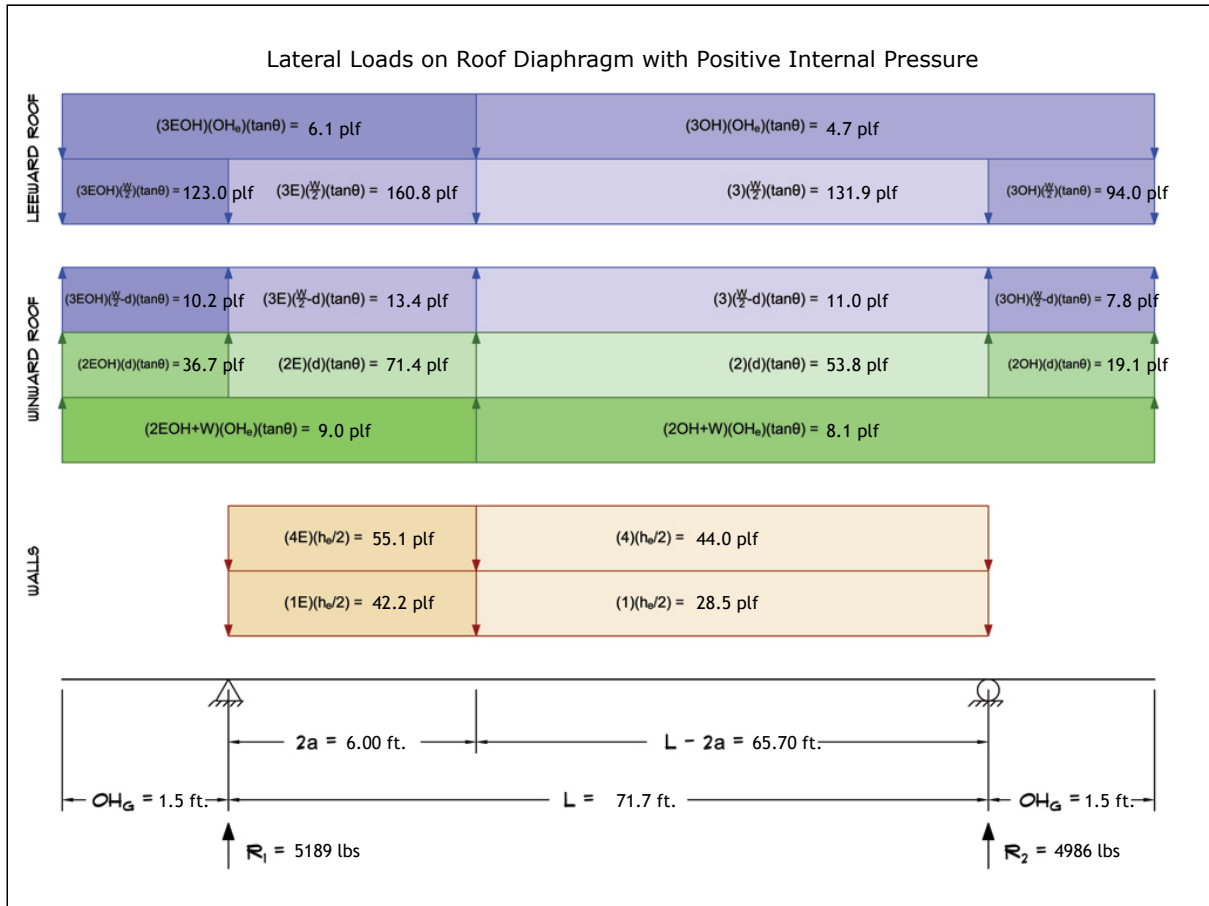 Lateral Loads on Roof Diaphragm with Positive Internal Pressure
LEEWARD ROOF
(3EOH)(OHₑ)(tanθ) = 6.1 plf
(3OH)(OHₑ)(tanθ) = 4.7 plf
(3EOH)(W/2)(tanθ) = 123.0 plf
(3E)(W/2)(tanθ) = 160.8 plf
(3)(W/2)(tanθ) = 131.9 plf
(3OH)(W/2)(tanθ) = 94.0 plf
WINWARD ROOF
(3EOH)(W/2-d)(tanθ) = 10.2 plf
(3E)(W/2-d)(tanθ) = 13.4 plf
(3)(W/2-d)(tanθ) = 11.0 plf
(3OH)(W/2-d)(tanθ) = 7.8 plf
(2EOH)(d)(tanθ) = 36.7 plf
(2E)(d)(tanθ) = 71.4 plf
(2)(d)(tanθ) = 53.8 plf
(2OH)(d)(tanθ) = 19.1 plf
(2EOH+W)(OHₑ)(tanθ) = 9.0 plf
(2OH+W)(OHₑ)(tanθ) = 8.1 plf
WALLS
(4E)(hₑ/2) = 55.1 plf
(4)(hₑ/2) = 44.0 plf
(1E)(hₑ/2) = 42.2 plf
(1)(hₑ/2) = 28.5 plf
2a = 6.00 ft.
L - 2a = 65.70 ft.
OH_G = 1.5 ft.
L = 71.7 ft.
OH_G = 1.5 ft.
R₁ = 5189 lbs
R₂ = 4986 lbs